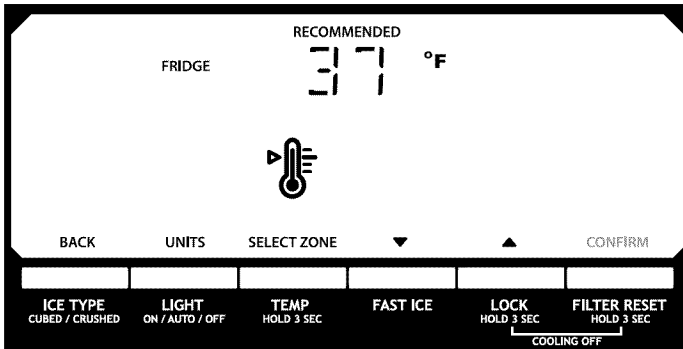 RECOMMENDED
FRIDGE 37 °F
BACK UNITS SELECT ZONE ▼ ▲ CONFIRM
ICE TYPE LIGHT TEMP FAST ICE LOCK FILTER RESET
CUBED / CRUSHED ON / AUTO / OFF HOLD 3 SEC HOLD 3 SEC HOLD 3 SEC
COOLING OFF